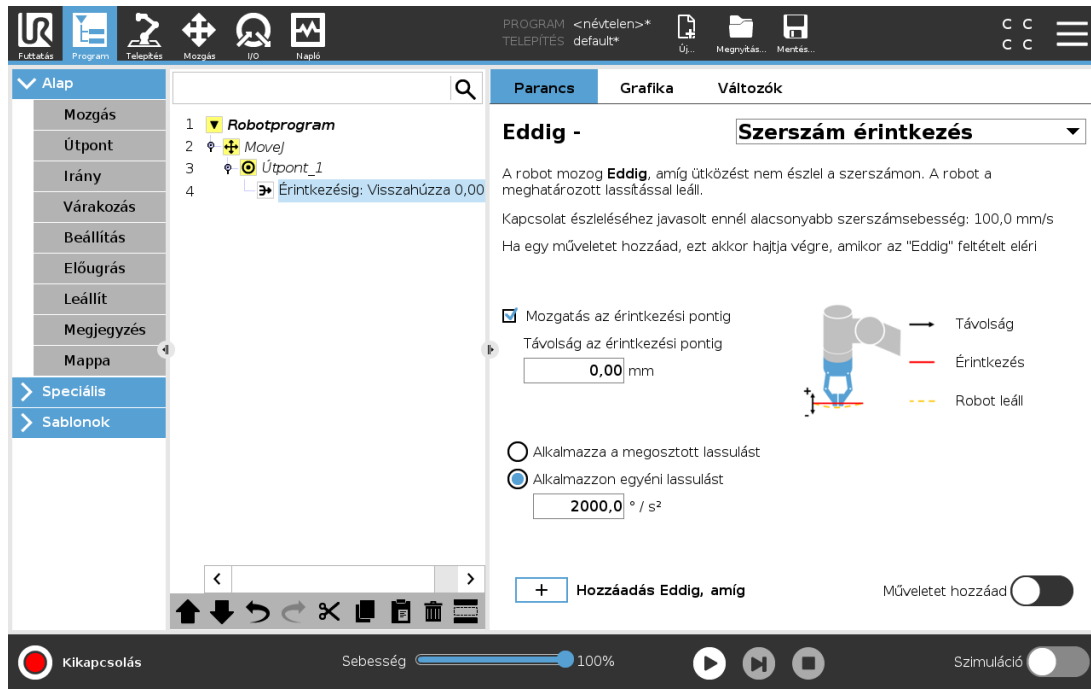 PROGRAM <névtelen>*
TELEPÍTÉS default*
Új...
Megnyitás...
Mentés...
C C
C C
Futtatás
Program
Telepítés
Mozgás
I/O
Napló
Alap
Mozgás
Útpont
Irány
Várakozás
Beállítás
Előugrás
Leállít
Megjegyzés
Mappa
Speciális
Sablonok
1 Robotprogram
2 MoveJ
3 Útpont_1
4 Érintkezésig: Visszahúzza 0,00
Parancs
Grafika
Változók
Eddig -
Szerszám érintkezés
A robot mozog Eddig, amíg ütközést nem észlel a szerszámon. A robot a
meghatározott lassítással leáll.
Kapcsolat észleléséhez javasolt ennél alacsonyabb szerszámsebesség: 100,0 mm/s
Ha egy műveletet hozzáad, ezt akkor hajtja végre, amikor az "Eddig" feltételt eléri
Mozgatás az érintkezési pontig
Távolság az érintkezési pontig
0,00 mm
+
-
Távolság
Érintkezés
Robot leáll
Alkalmazza a megosztott lassulást
Alkalmazzon egyéni lassulást
2000,0 ° / s²
+ Hozzáadás Eddig, amíg
Műveletet hozzáad
Kikapcsolás
Sebesség
100%
Szimuláció